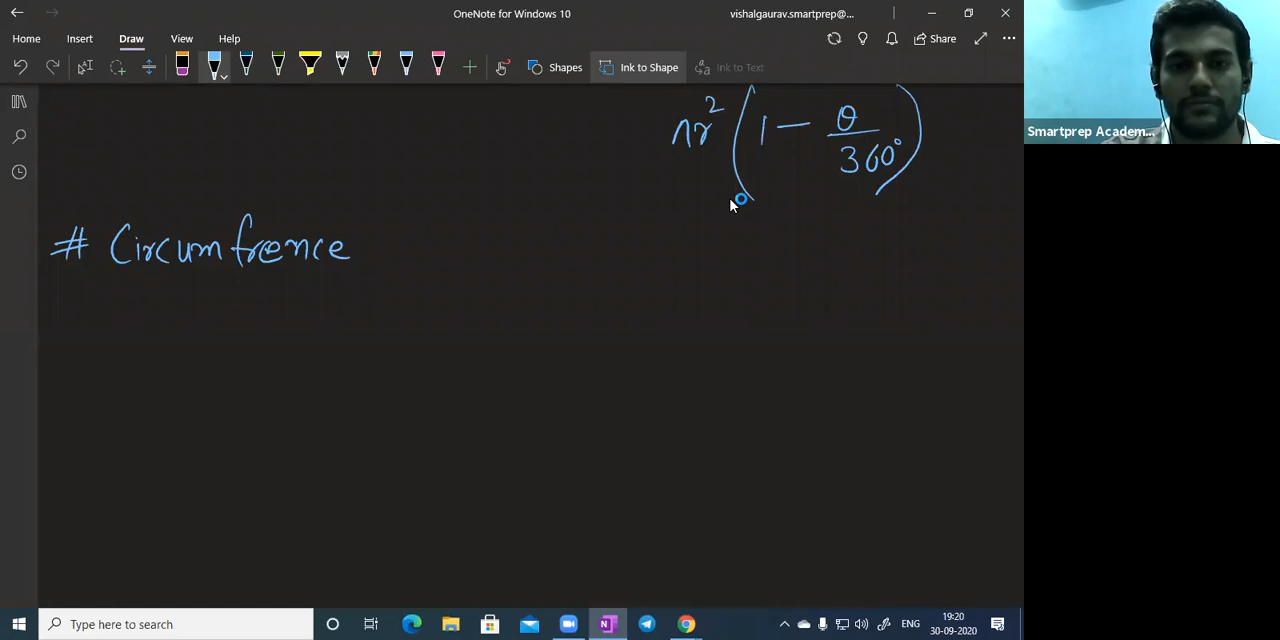 OneNote for Windows 10
vishalgaurav.smartprep@...
Home Insert Draw View Help
Share
Shapes Ink to Shape Ink to Text
πr² (1 − θ/360°)
# Circumfrence
Smartprep Academ...
Type here to search
ENG
19:20
30-09-2020